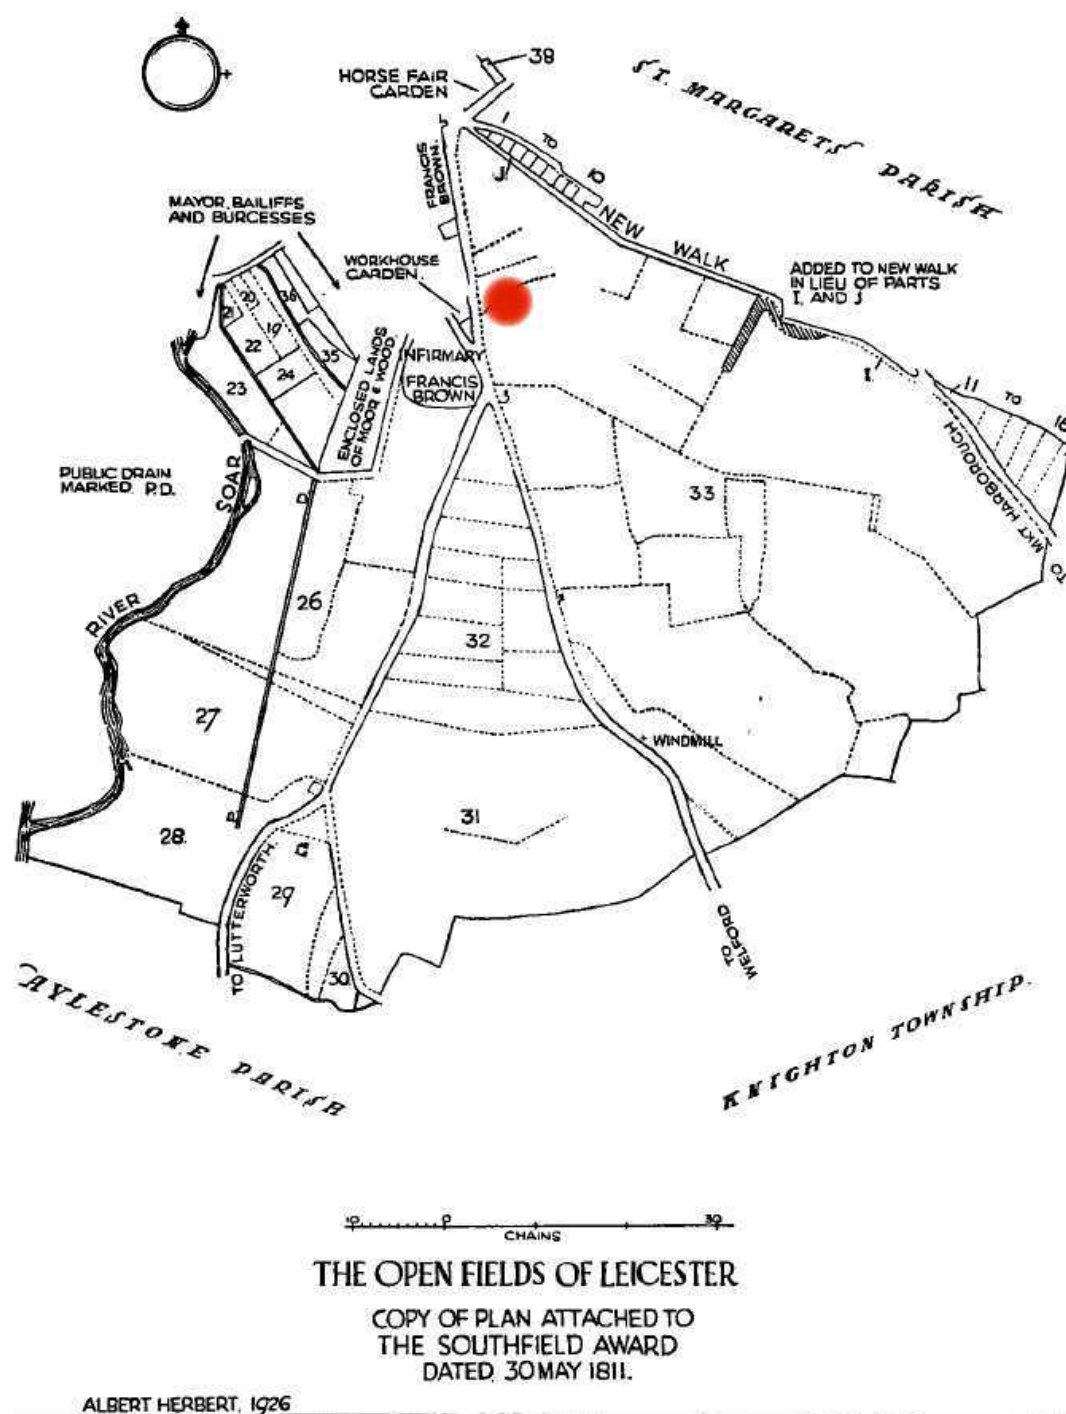 38
HORSE FAIR
GARDEN
ST. MARGARETS PARISH
1 TO 10
J
FRANCIS
BROWN.
MAYOR, BAILIFFS
AND BURGESSES
NEW WALK
WORKHOUSE
GARDEN
ADDED TO NEW WALK
IN LIEU OF PARTS
I, AND J
36
20
21
19
22
35
24
23
INFIRMARY
FRANCIS
BROWN
ENCLOSED LANDS
OF MOOR & WOOD
I.
11 TO
TO MKT HARBOROUGH
PUBLIC DRAIN
MARKED P.D.
RIVER SOAR
D
33
26
32
27
WINDMILL
P.
28.
31
29
30
TO LUTTERWORTH.
TO
WELFORD
AYLESTONE PARISH
KNIGHTON TOWNSHIP.
10 0 30
CHAINS
THE OPEN FIELDS OF LEICESTER
COPY OF PLAN ATTACHED TO
THE SOUTHFIELD AWARD
DATED, 30 MAY 1811.
ALBERT HERBERT, 1926